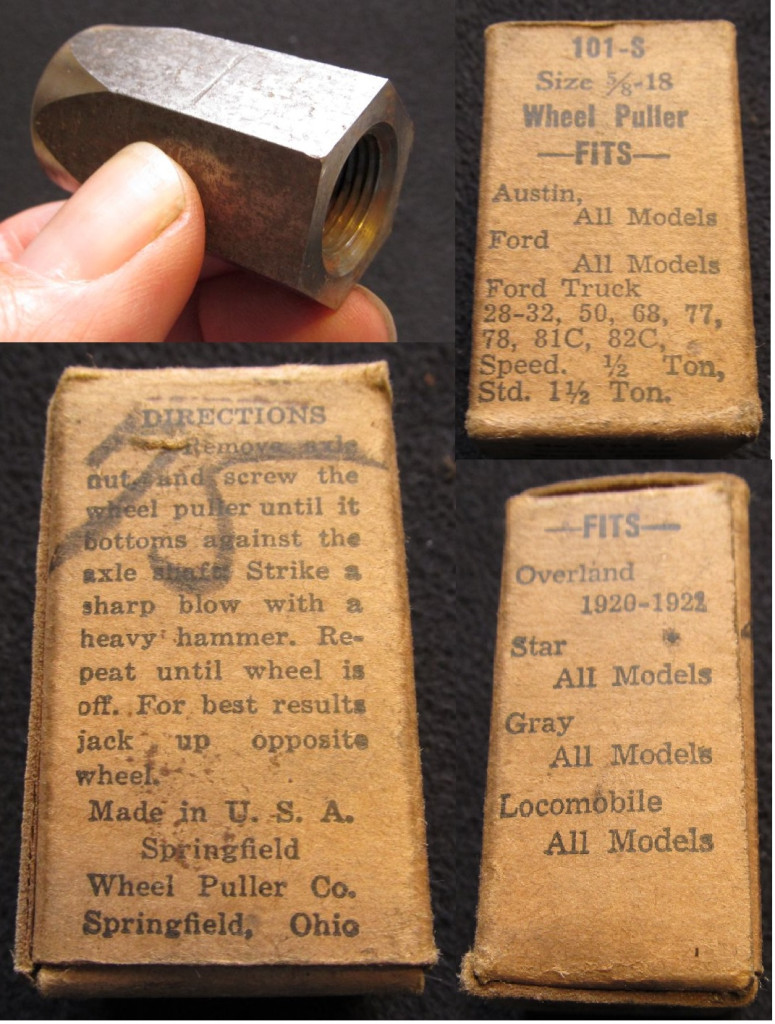 101-S
Size 5/8-18
Wheel Puller
—FITS—
Austin,
All Models
Ford
All Models
Ford Truck
28-32, 50, 68, 77,
78, 81C, 82C,
Speed. ½ Ton,
Std. 1½ Ton.
DIRECTIONS
Remove axle
nut and screw the
wheel puller until it
bottoms against the
axle shaft. Strike a
sharp blow with a
heavy hammer. Re-
peat until wheel is
off. For best results
jack up opposite
wheel.
Made in U. S. A.
Springfield
Wheel Puller Co.
Springfield, Ohio
—FITS—
Overland
1920-1921
Star
All Models
Gray
All Models
Locomobile
All Models